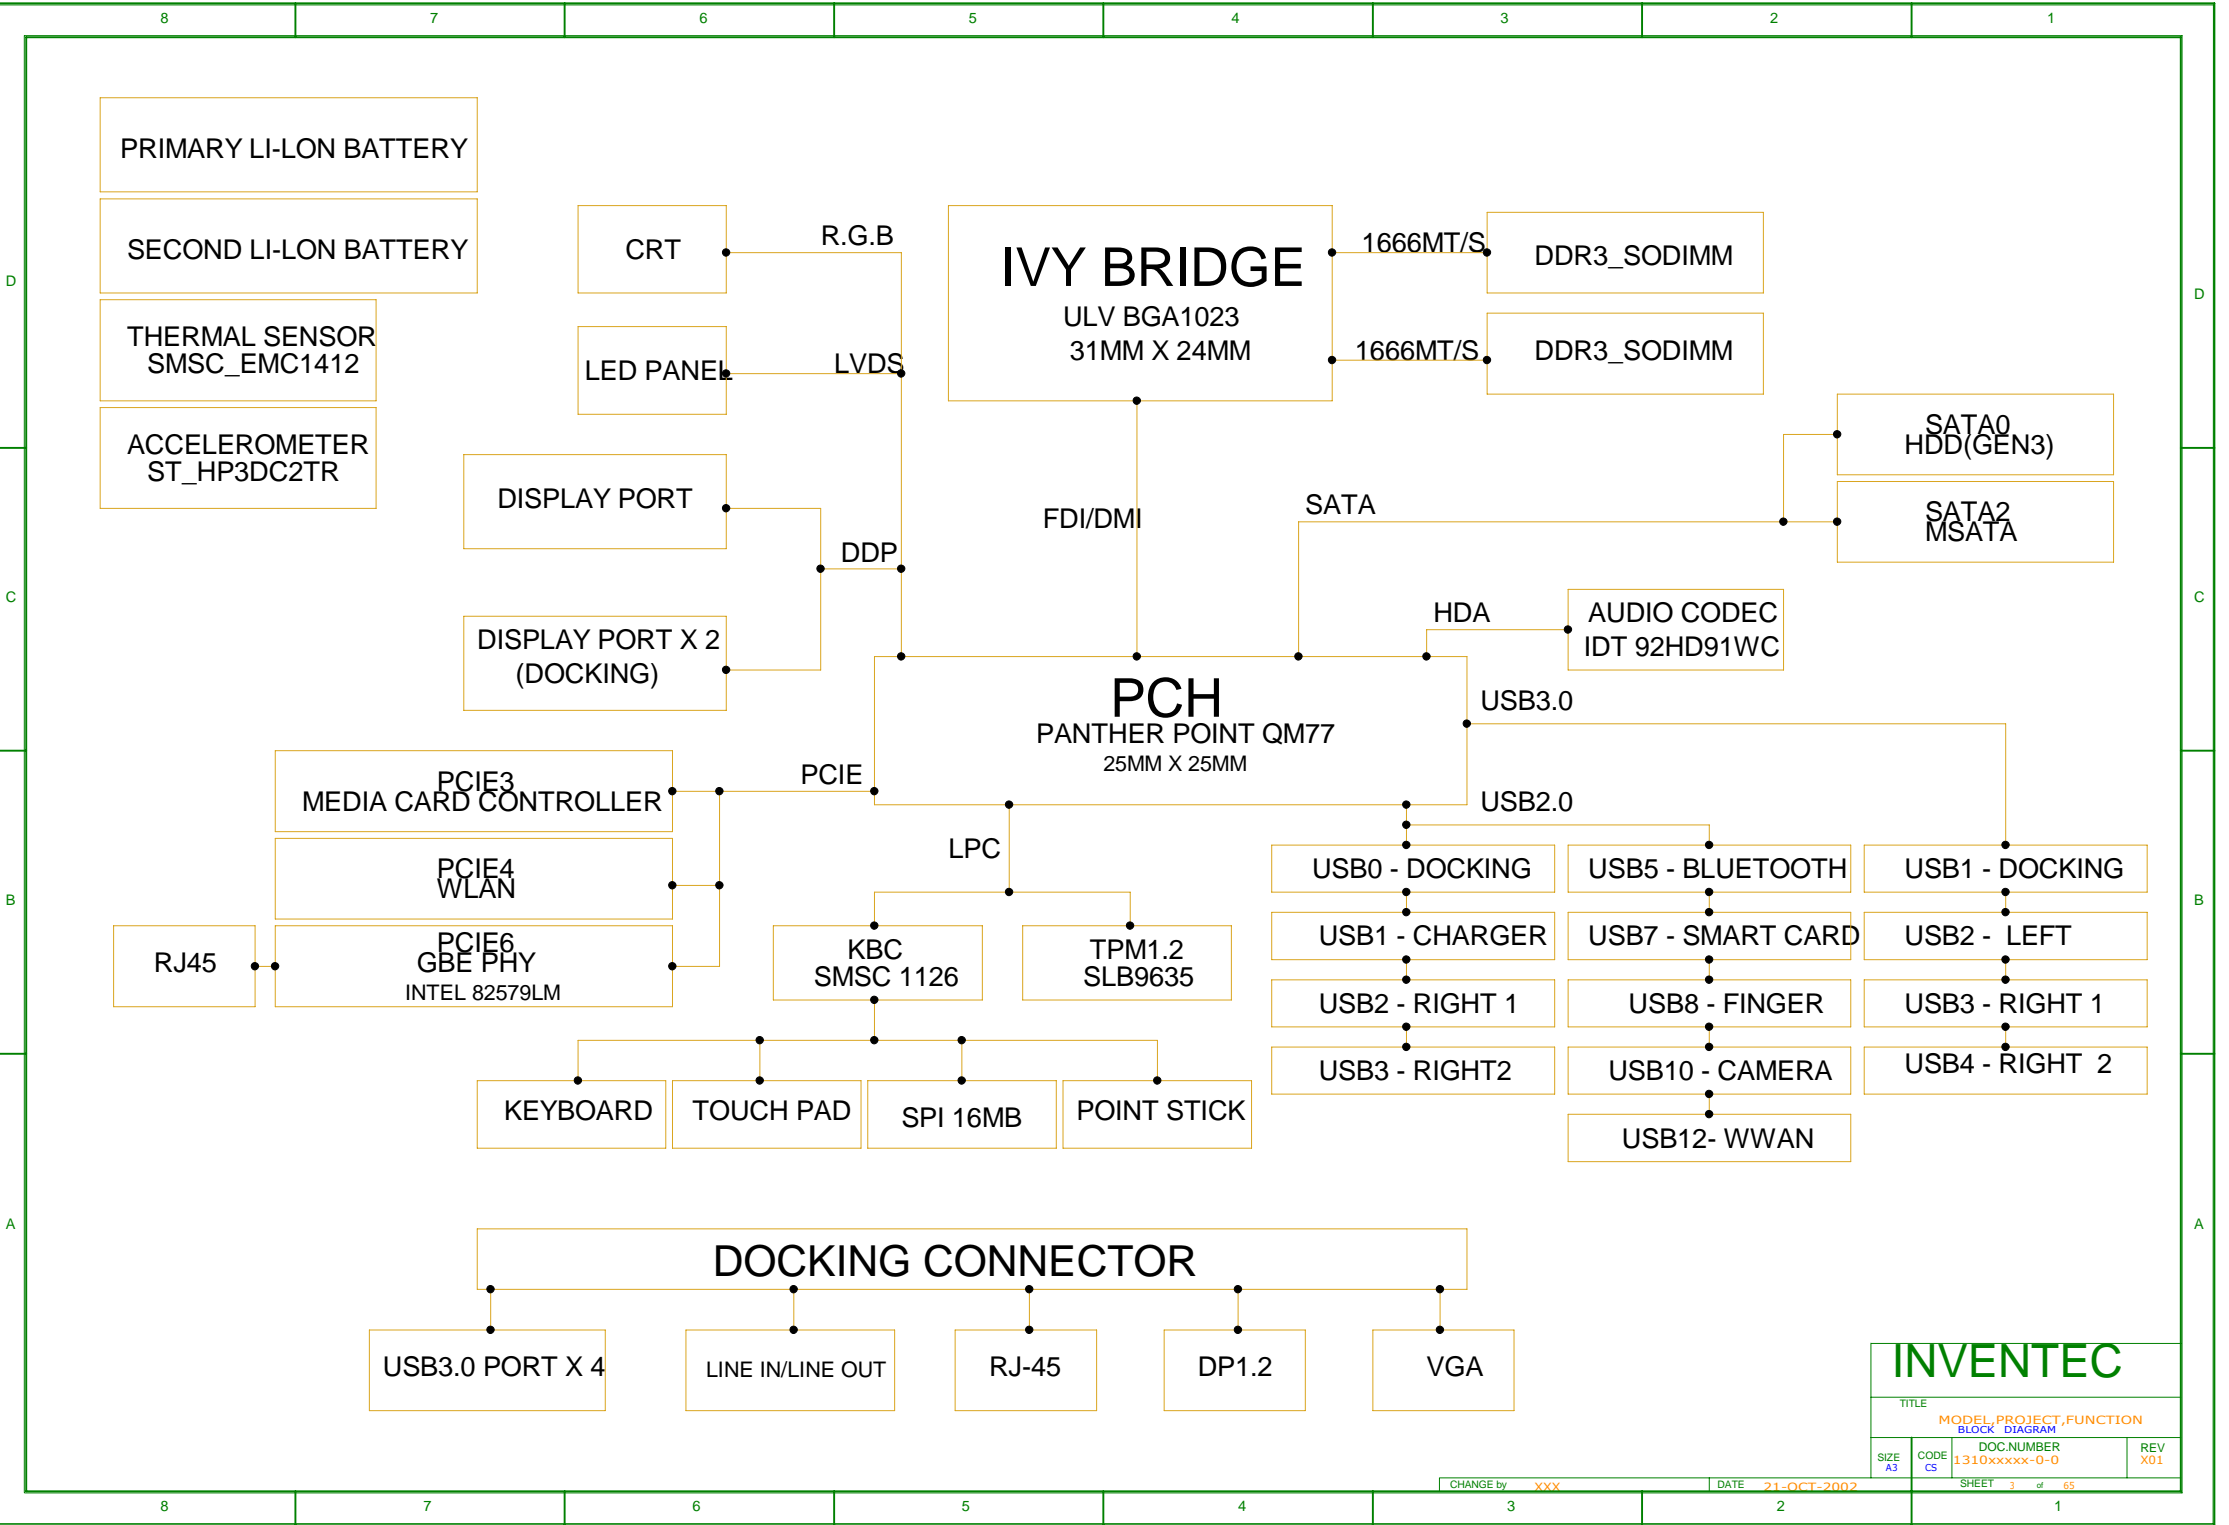 8 7 6 5 4 3 2 1
PRIMARY LI-LON BATTERY
SECOND LI-LON BATTERY
THERMAL SENSOR
SMSC_EMC1412
ACCELEROMETER
ST_HP3DC2TR
CRT
R.G.B
LED PANEL
LVDS
DISPLAY PORT
DDP
DISPLAY PORT X 2
(DOCKING)
IVY BRIDGE
ULV BGA1023
31MM X 24MM
1666MT/S
DDR3_SODIMM
1666MT/S
DDR3_SODIMM
D
D
FDI/DMI
SATA
SATA0
HDD(GEN3)
SATA2
MSATA
HDA
AUDIO CODEC
IDT 92HD91WC
C
C
PCH
PANTHER POINT QM77
25MM X 25MM
USB3.0
USB2.0
PCIE
PCIE3
MEDIA CARD CONTROLLER
PCIE4
WLAN
PCIE6
GBE PHY
INTEL 82579LM
RJ45
LPC
KBC
SMSC 1126
TPM1.2
SLB9635
B
B
USB0 - DOCKING
USB1 - CHARGER
USB2 - RIGHT 1
USB3 - RIGHT2
USB5 - BLUETOOTH
USB7 - SMART CARD
USB8 - FINGER
USB10 - CAMERA
USB12- WWAN
USB1 - DOCKING
USB2 - LEFT
USB3 - RIGHT 1
USB4 - RIGHT 2
KEYBOARD
TOUCH PAD
SPI 16MB
POINT STICK
A
A
DOCKING CONNECTOR
USB3.0 PORT X 4
LINE IN/LINE OUT
RJ-45
DP1.2
VGA
INVENTEC
TITLE
MODEL,PROJECT,FUNCTION
BLOCK DIAGRAM
SIZE
A3
CODE
CS
DOC.NUMBER
1310xxxxx-0-0
REV
X01
CHANGE by XXX
DATE 21-OCT-2002
SHEET 3 of 65
8 7 6 5 4 3 2 1